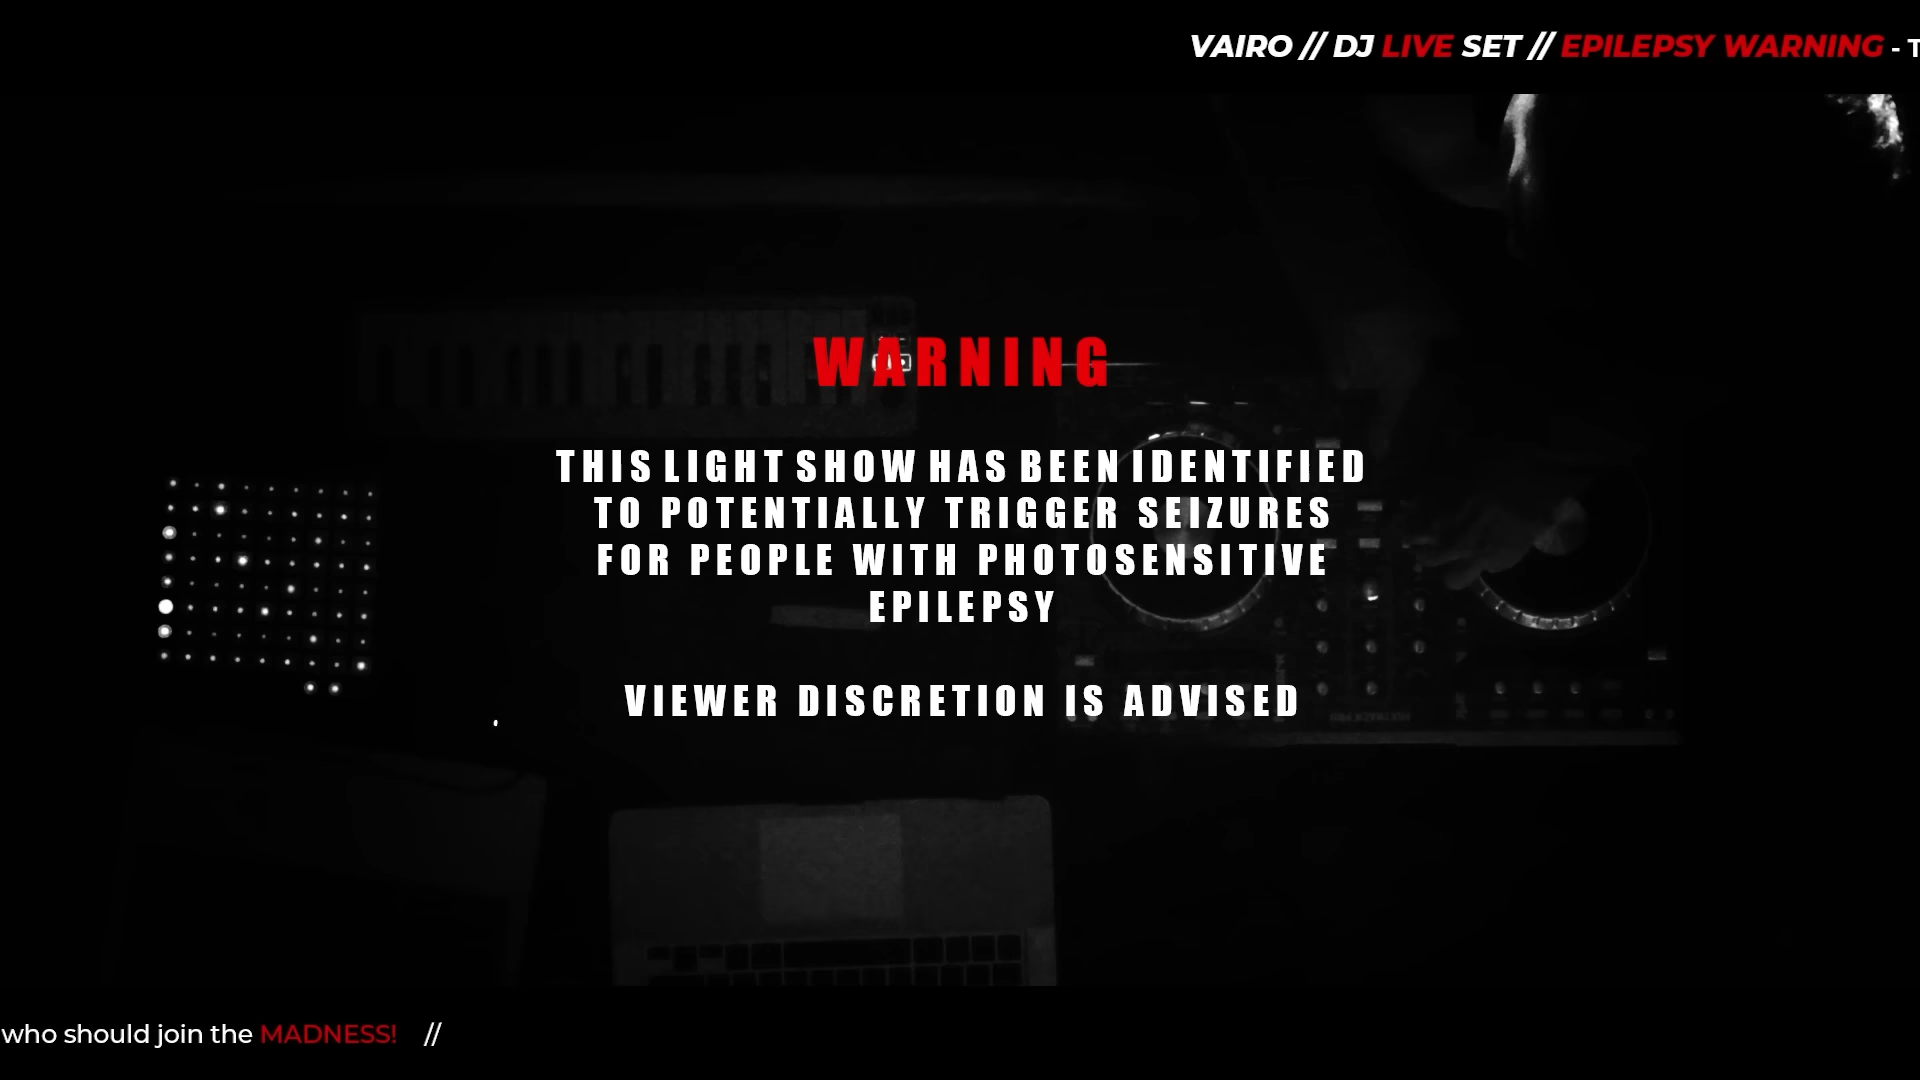 VAIRO // DJ LIVE SET // EPILEPSY WARNING - T
WARNING
THIS LIGHT SHOW HAS BEEN IDENTIFIED
TO POTENTIALLY TRIGGER SEIZURES
FOR PEOPLE WITH PHOTOSENSITIVE
EPILEPSY
VIEWER DISCRETION IS ADVISED
who should join the MADNESS! //